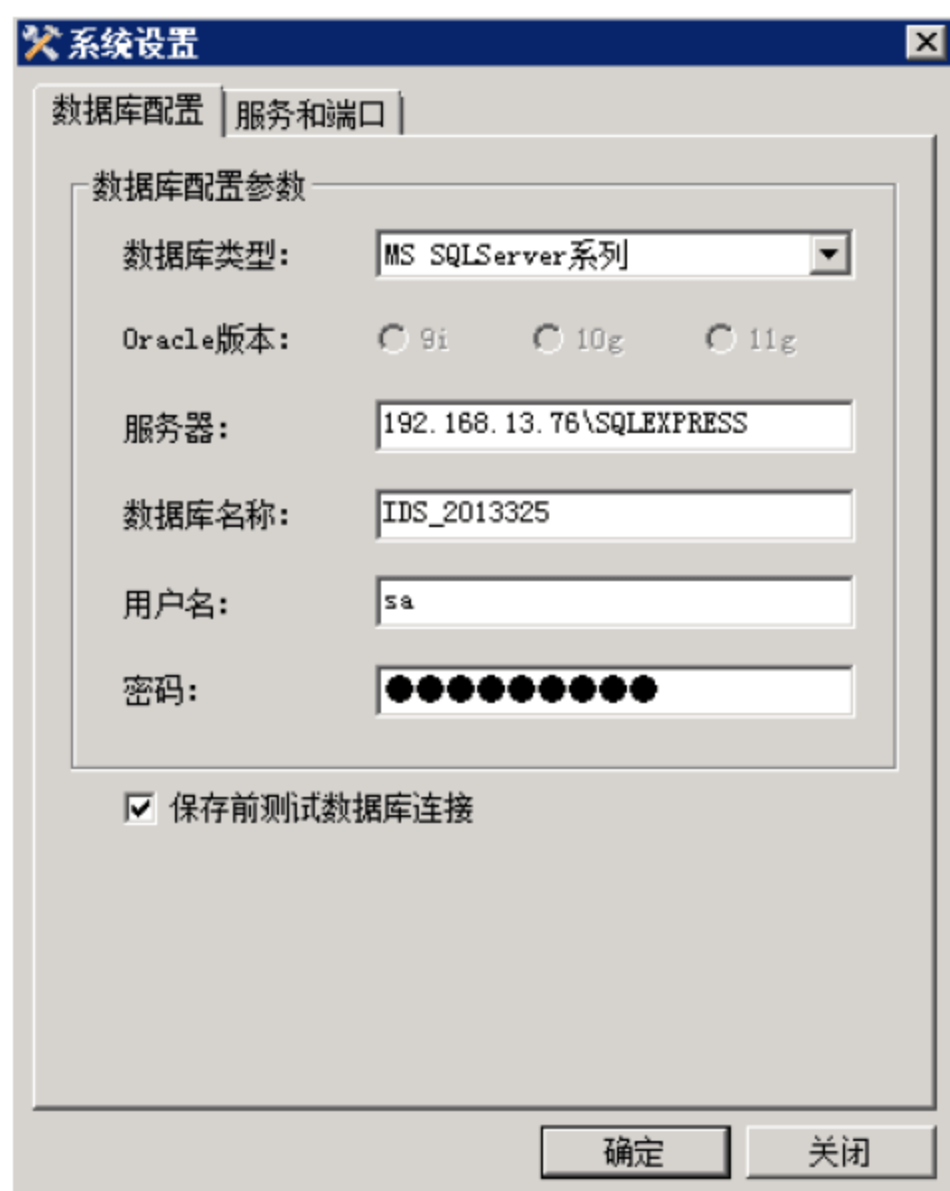 系统设置
数据库配置 服务和端口
数据库配置参数
数据库类型: MS SQLServer系列
Oracle版本: 9i 10g 11g
服务器: 192.168.13.76\SQLEXPRESS
数据库名称: IDS_2013325
用户名: sa
密码: ●●●●●●●●●
保存前测试数据库连接
确定 关闭